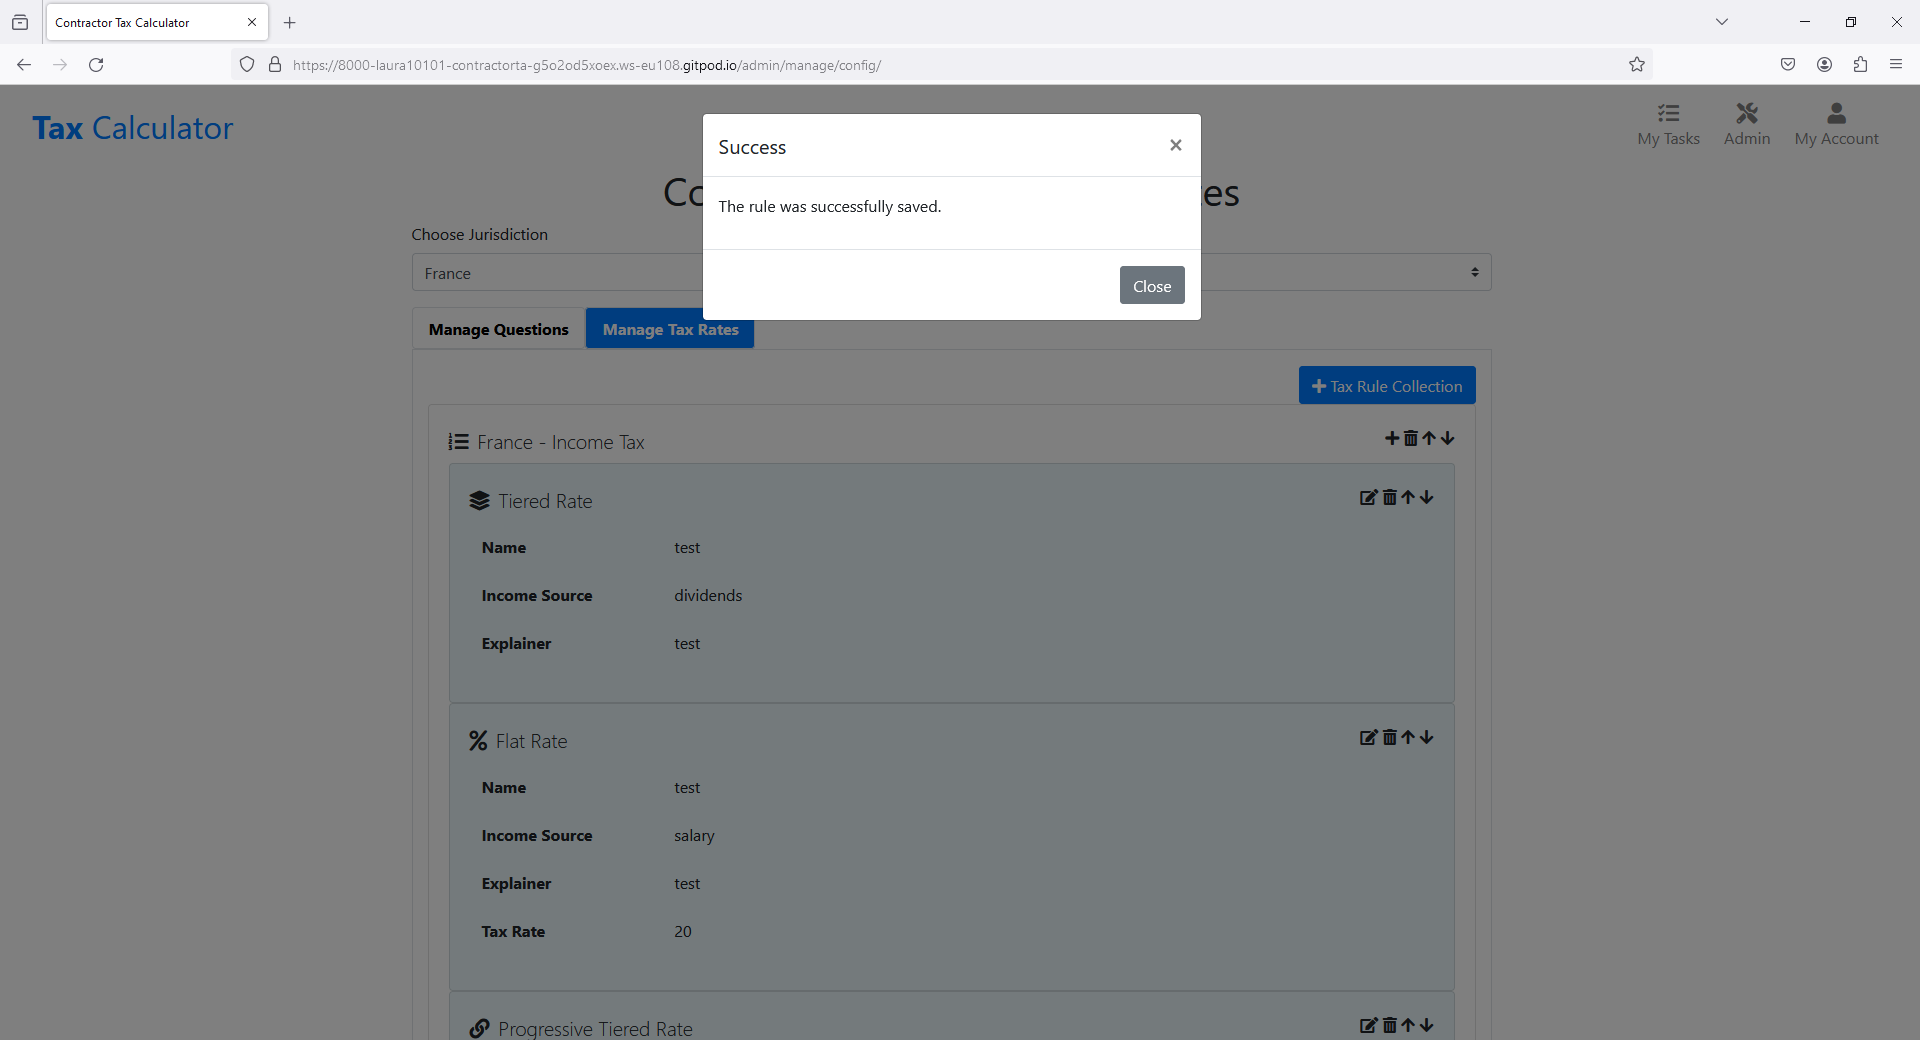 Contractor Tax Calculator
https://8000-laura10101-contractorta-g5o2od5xoex.ws-eu108.gitpod.io/admin/manage/config/
Tax Calculator
My Tasks
Admin
My Account
Success
×
The rule was successfully saved.
Close
Choose Jurisdiction
France
Manage Questions
Manage Tax Rates
Tax Rule Collection
France - Income Tax
Tiered Rate
Name test
Income Source dividends
Explainer test
Flat Rate
Name test
Income Source salary
Explainer test
Tax Rate 20
Progressive Tiered Rate